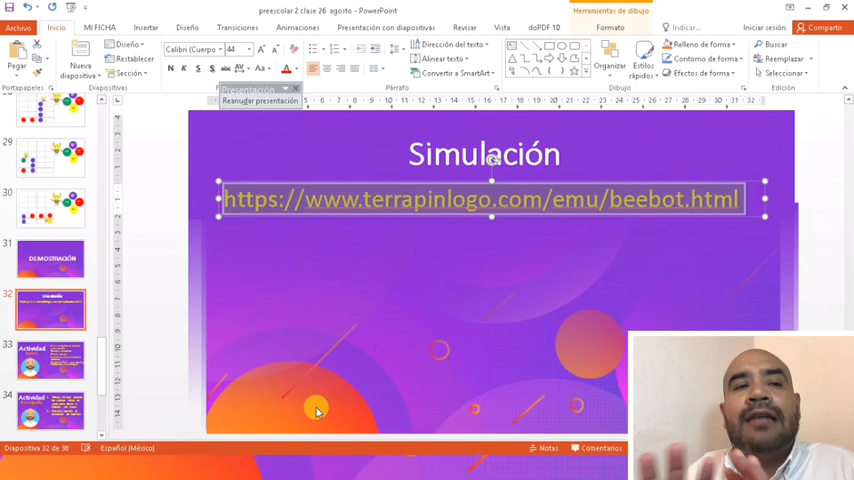 prescolar 2 clase 26 agosto - PowerPoint
Herramientas de dibujo
Archivo
Inicio
MI FICHA
Insertar
Diseño
Transiciones
Animaciones
Presentación con diapositivas
Revisar
Vista
doPDF 10
Formato
Indicar...
Iniciar sesión
Compartir
Pegar
Nueva diapositiva
Diseño
Restablecer
Sección
Diapositivas
Calibri (Cuerpo)
44
N K S
Aa
A
Párrafo
Dirección del texto
Alinear texto
Convertir a SmartArt
Organizar
Estilos rápidos
Relleno de forma
Contorno de forma
Efectos de forma
Dibujo
Buscar
Reemplazar
Seleccionar
Edición
Presentación
Reanudar presentación
29
30
31
DEMOSTRACIÓN
32
Simulación
33
Actividad
34
Actividad
Simulación
https://www.terrapinlogo.com/emu/beebot.html
Diapositiva 32 de 38
Español (México)
Notas
Comentarios